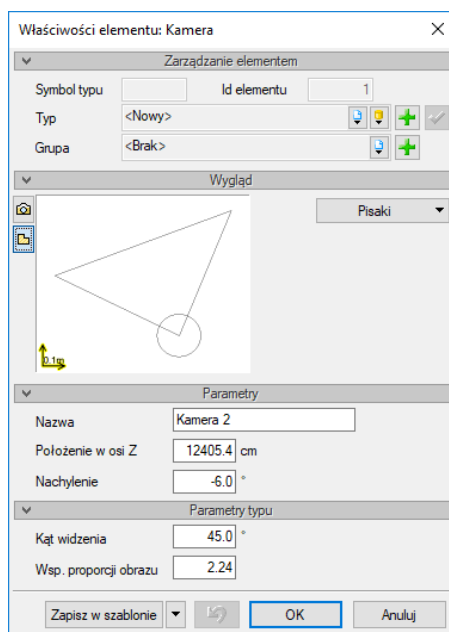 Właściwości elementu: Kamera
Zarządzanie elementem
Symbol typu Id elementu 1
Typ <Nowy>
Grupa <Brak>
Wygląd
Pisaki
0.1m
Parametry
Nazwa Kamera 2
Położenie w osi Z 12405.4 cm
Nachylenie -6.0 °
Parametry typu
Kąt widzenia 45.0 °
Wsp. proporcji obrazu 2.24
Zapisz w szablonie OK Anuluj